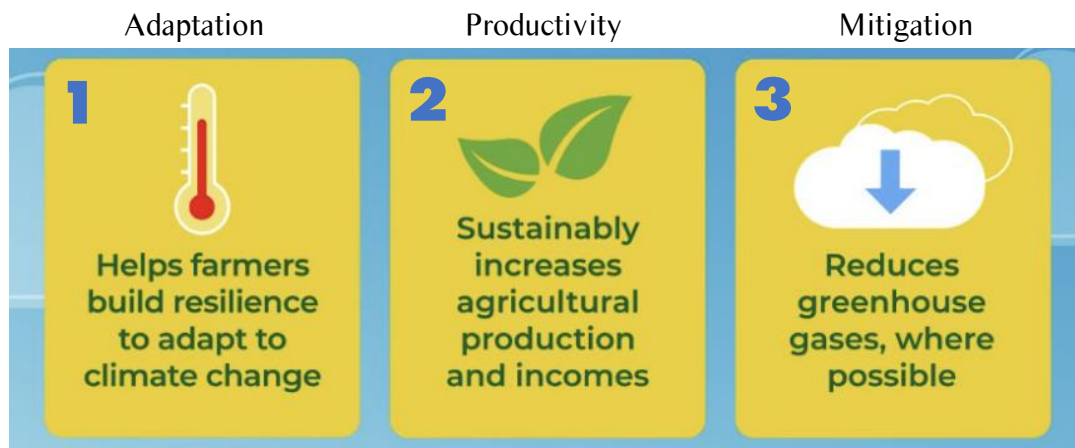 Adaptation
Productivity
Mitigation
1
Helps farmers
build resilience
to adapt to
climate change
2
Sustainably
increases
agricultural
production
and incomes
3
Reduces
greenhouse
gases, where
possible